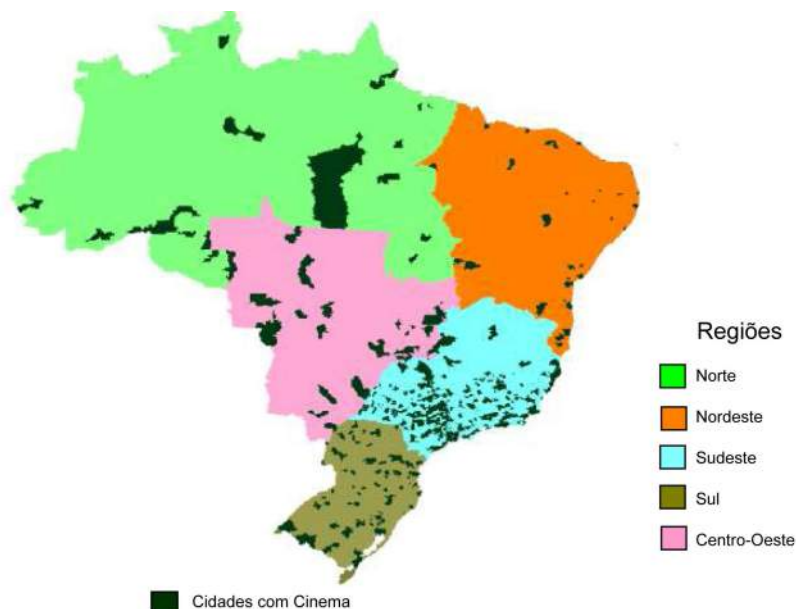 Regiões
Norte
Nordeste
Sudeste
Sul
Centro-Oeste
Cidades com Cinema